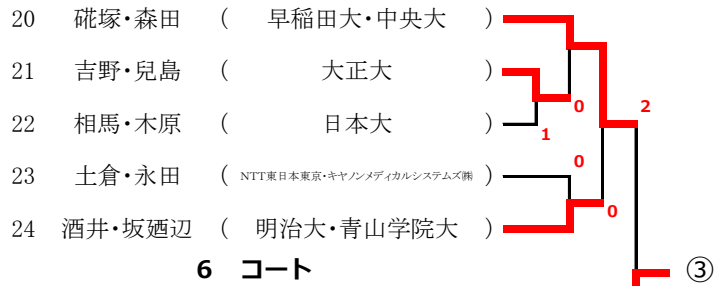 20 硴塚・森田 ( 早稲田大・中央大 )
21 吉野・兒島 ( 大正大 )
0 2
22 相馬・木原 ( 日本大 )
1
0
23 土倉・永田 ( NTT東日本東京・キヤノンメディカルシステムズ㈱ )
0
24 酒井・坂廼辺 ( 明治大・青山学院大 )
6 コート ③